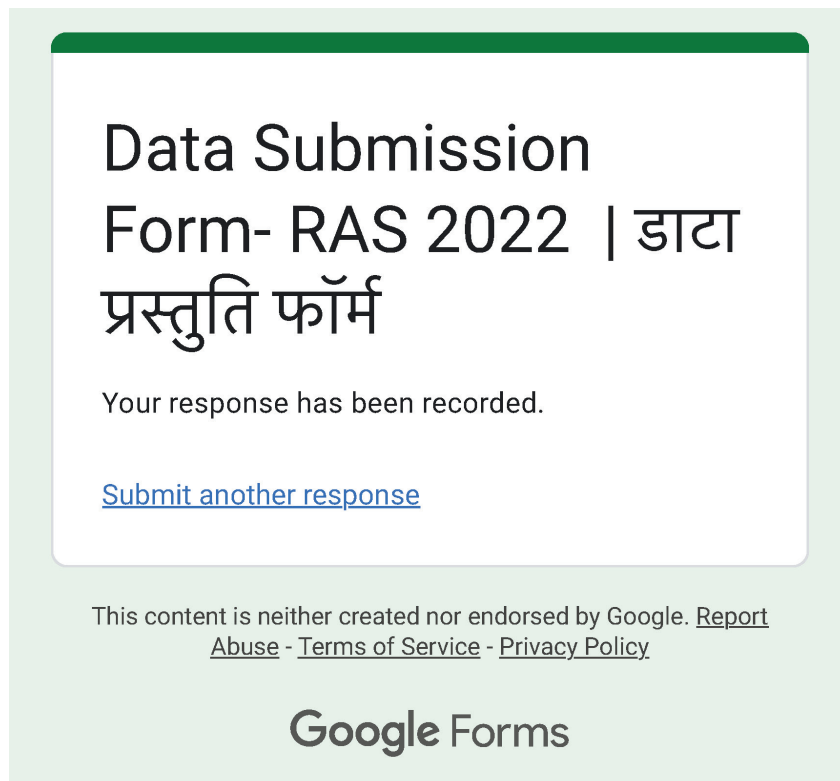 Data Submission
Form- RAS 2022 | डाटा
प्रस्तुति फॉर्म
Your response has been recorded.
Submit another response
This content is neither created nor endorsed by Google. Report
Abuse - Terms of Service - Privacy Policy
Google Forms